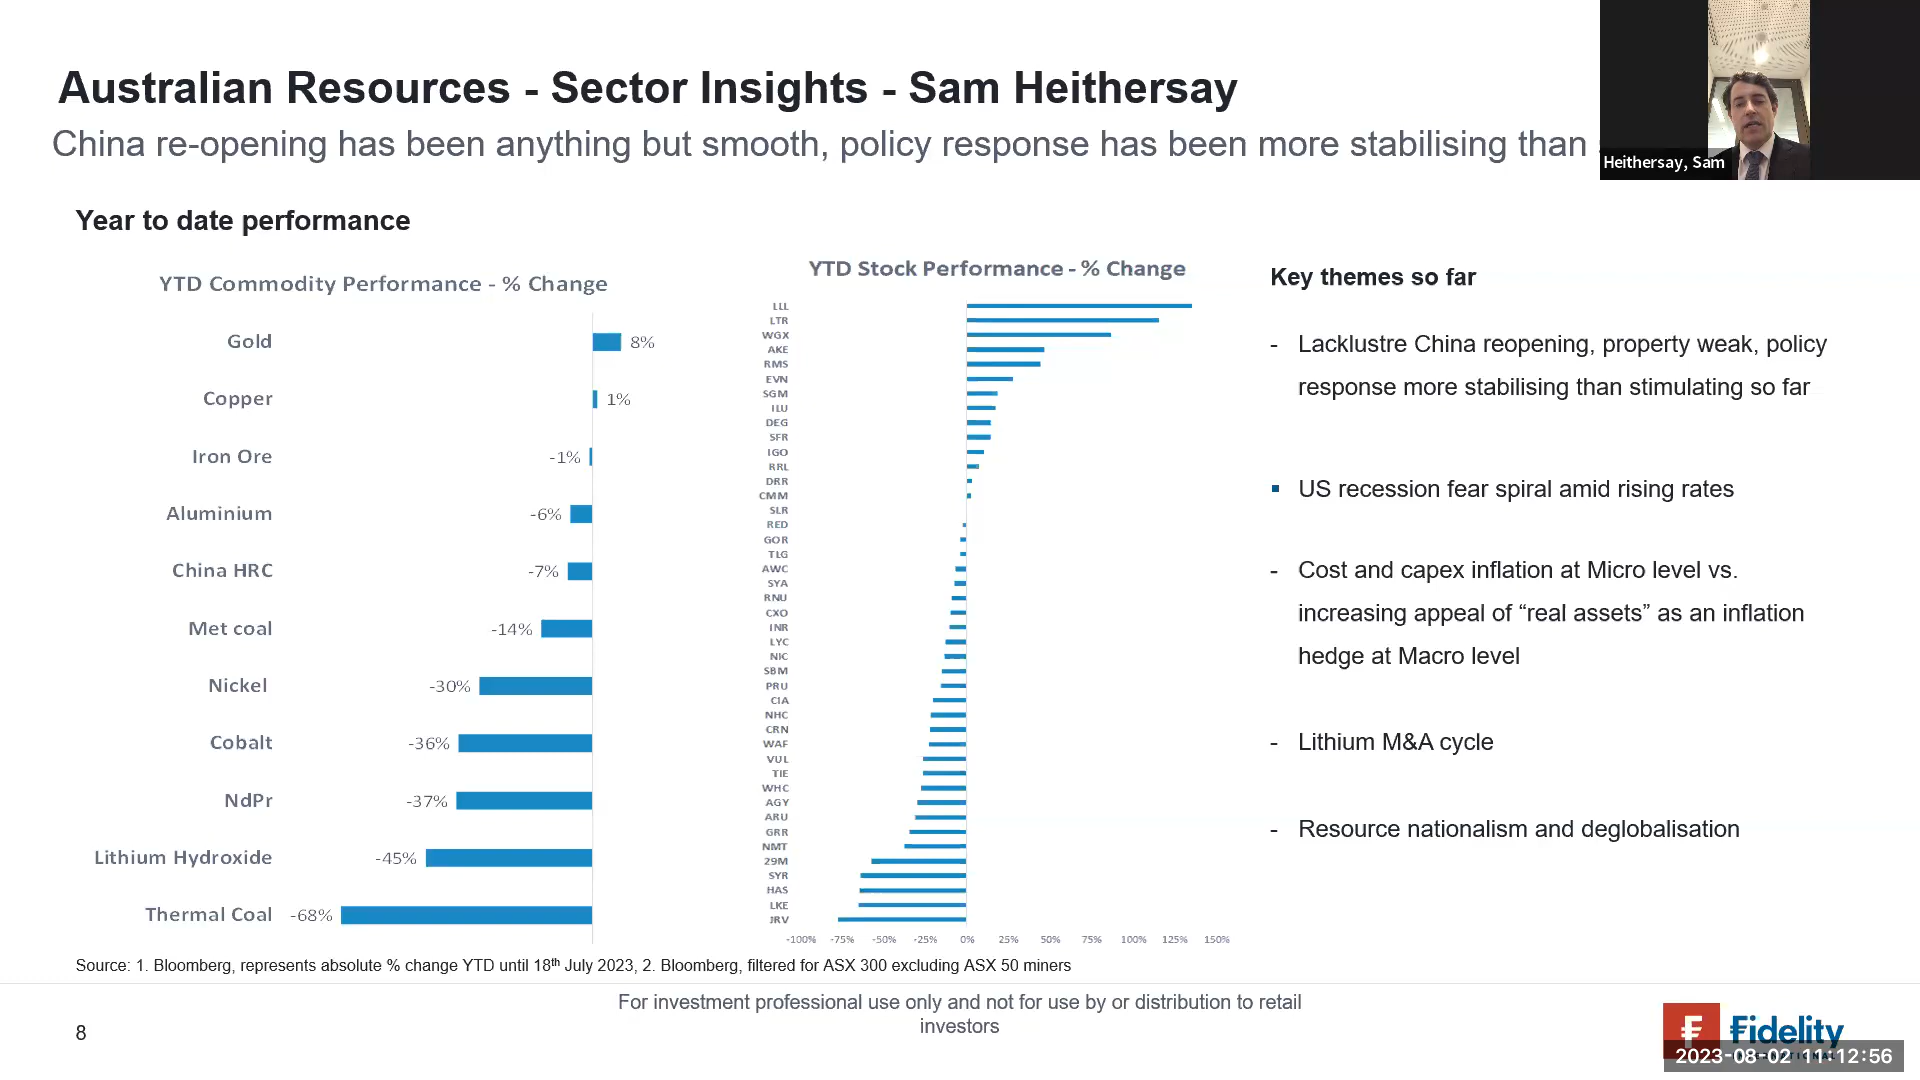 Australian Resources - Sector Insights - Sam Heithersay
China re-opening has been anything but smooth, policy response has been more stabilising than
Heithersay, Sam
Year to date performance
YTD Commodity Performance - % Change
Gold 8%
Copper 1%
Iron Ore -1%
Aluminium -6%
China HRC -7%
Met coal -14%
Nickel -30%
Cobalt -36%
NdPr -37%
Lithium Hydroxide -45%
Thermal Coal -68%
YTD Stock Performance - % Change
LLL
LTR
WGX
AKE
RMS
EVN
SGM
ILU
DEG
SFR
IGO
RRL
DRR
CMM
SLR
RED
GOR
TLG
AWC
SYA
RNU
CXO
INR
LYC
NIC
SBM
PRU
CIA
NHC
CRN
WAF
VUL
TIE
WHC
AGY
ARU
GRR
NMT
29M
SYR
HAS
LKE
JRV
-100% -75% -50% -25% 0% 25% 50% 75% 100% 125% 150%
Key themes so far
- Lacklustre China reopening, property weak, policy
response more stabilising than stimulating so far
▪ US recession fear spiral amid rising rates
- Cost and capex inflation at Micro level vs.
increasing appeal of “real assets” as an inflation
hedge at Macro level
- Lithium M&A cycle
- Resource nationalism and deglobalisation
Source: 1. Bloomberg, represents absolute % change YTD until 18th July 2023, 2. Bloomberg, filtered for ASX 300 excluding ASX 50 miners
For investment professional use only and not for use by or distribution to retail
investors
8
Fidelity
2023-08-02 11:12:56